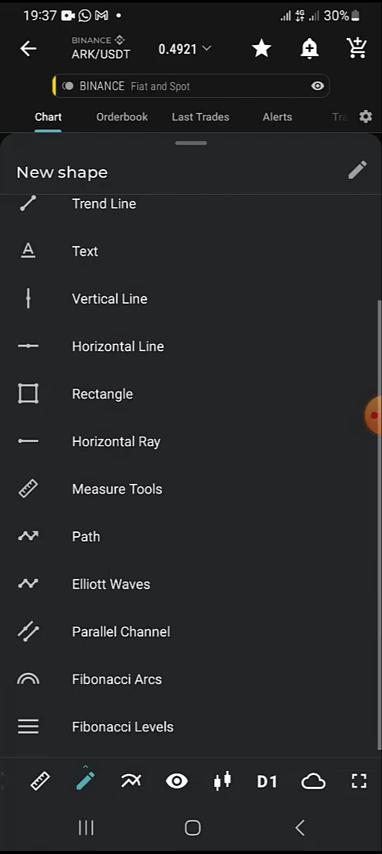 19:37
30%
BINANCE
ARK/USDT
0.4921
BINANCE Fiat and Spot
Chart
Orderbook
Last Trades
Alerts
New shape
Trend Line
Text
Vertical Line
Horizontal Line
Rectangle
Horizontal Ray
Measure Tools
Path
Elliott Waves
Parallel Channel
Fibonacci Arcs
Fibonacci Levels
D1